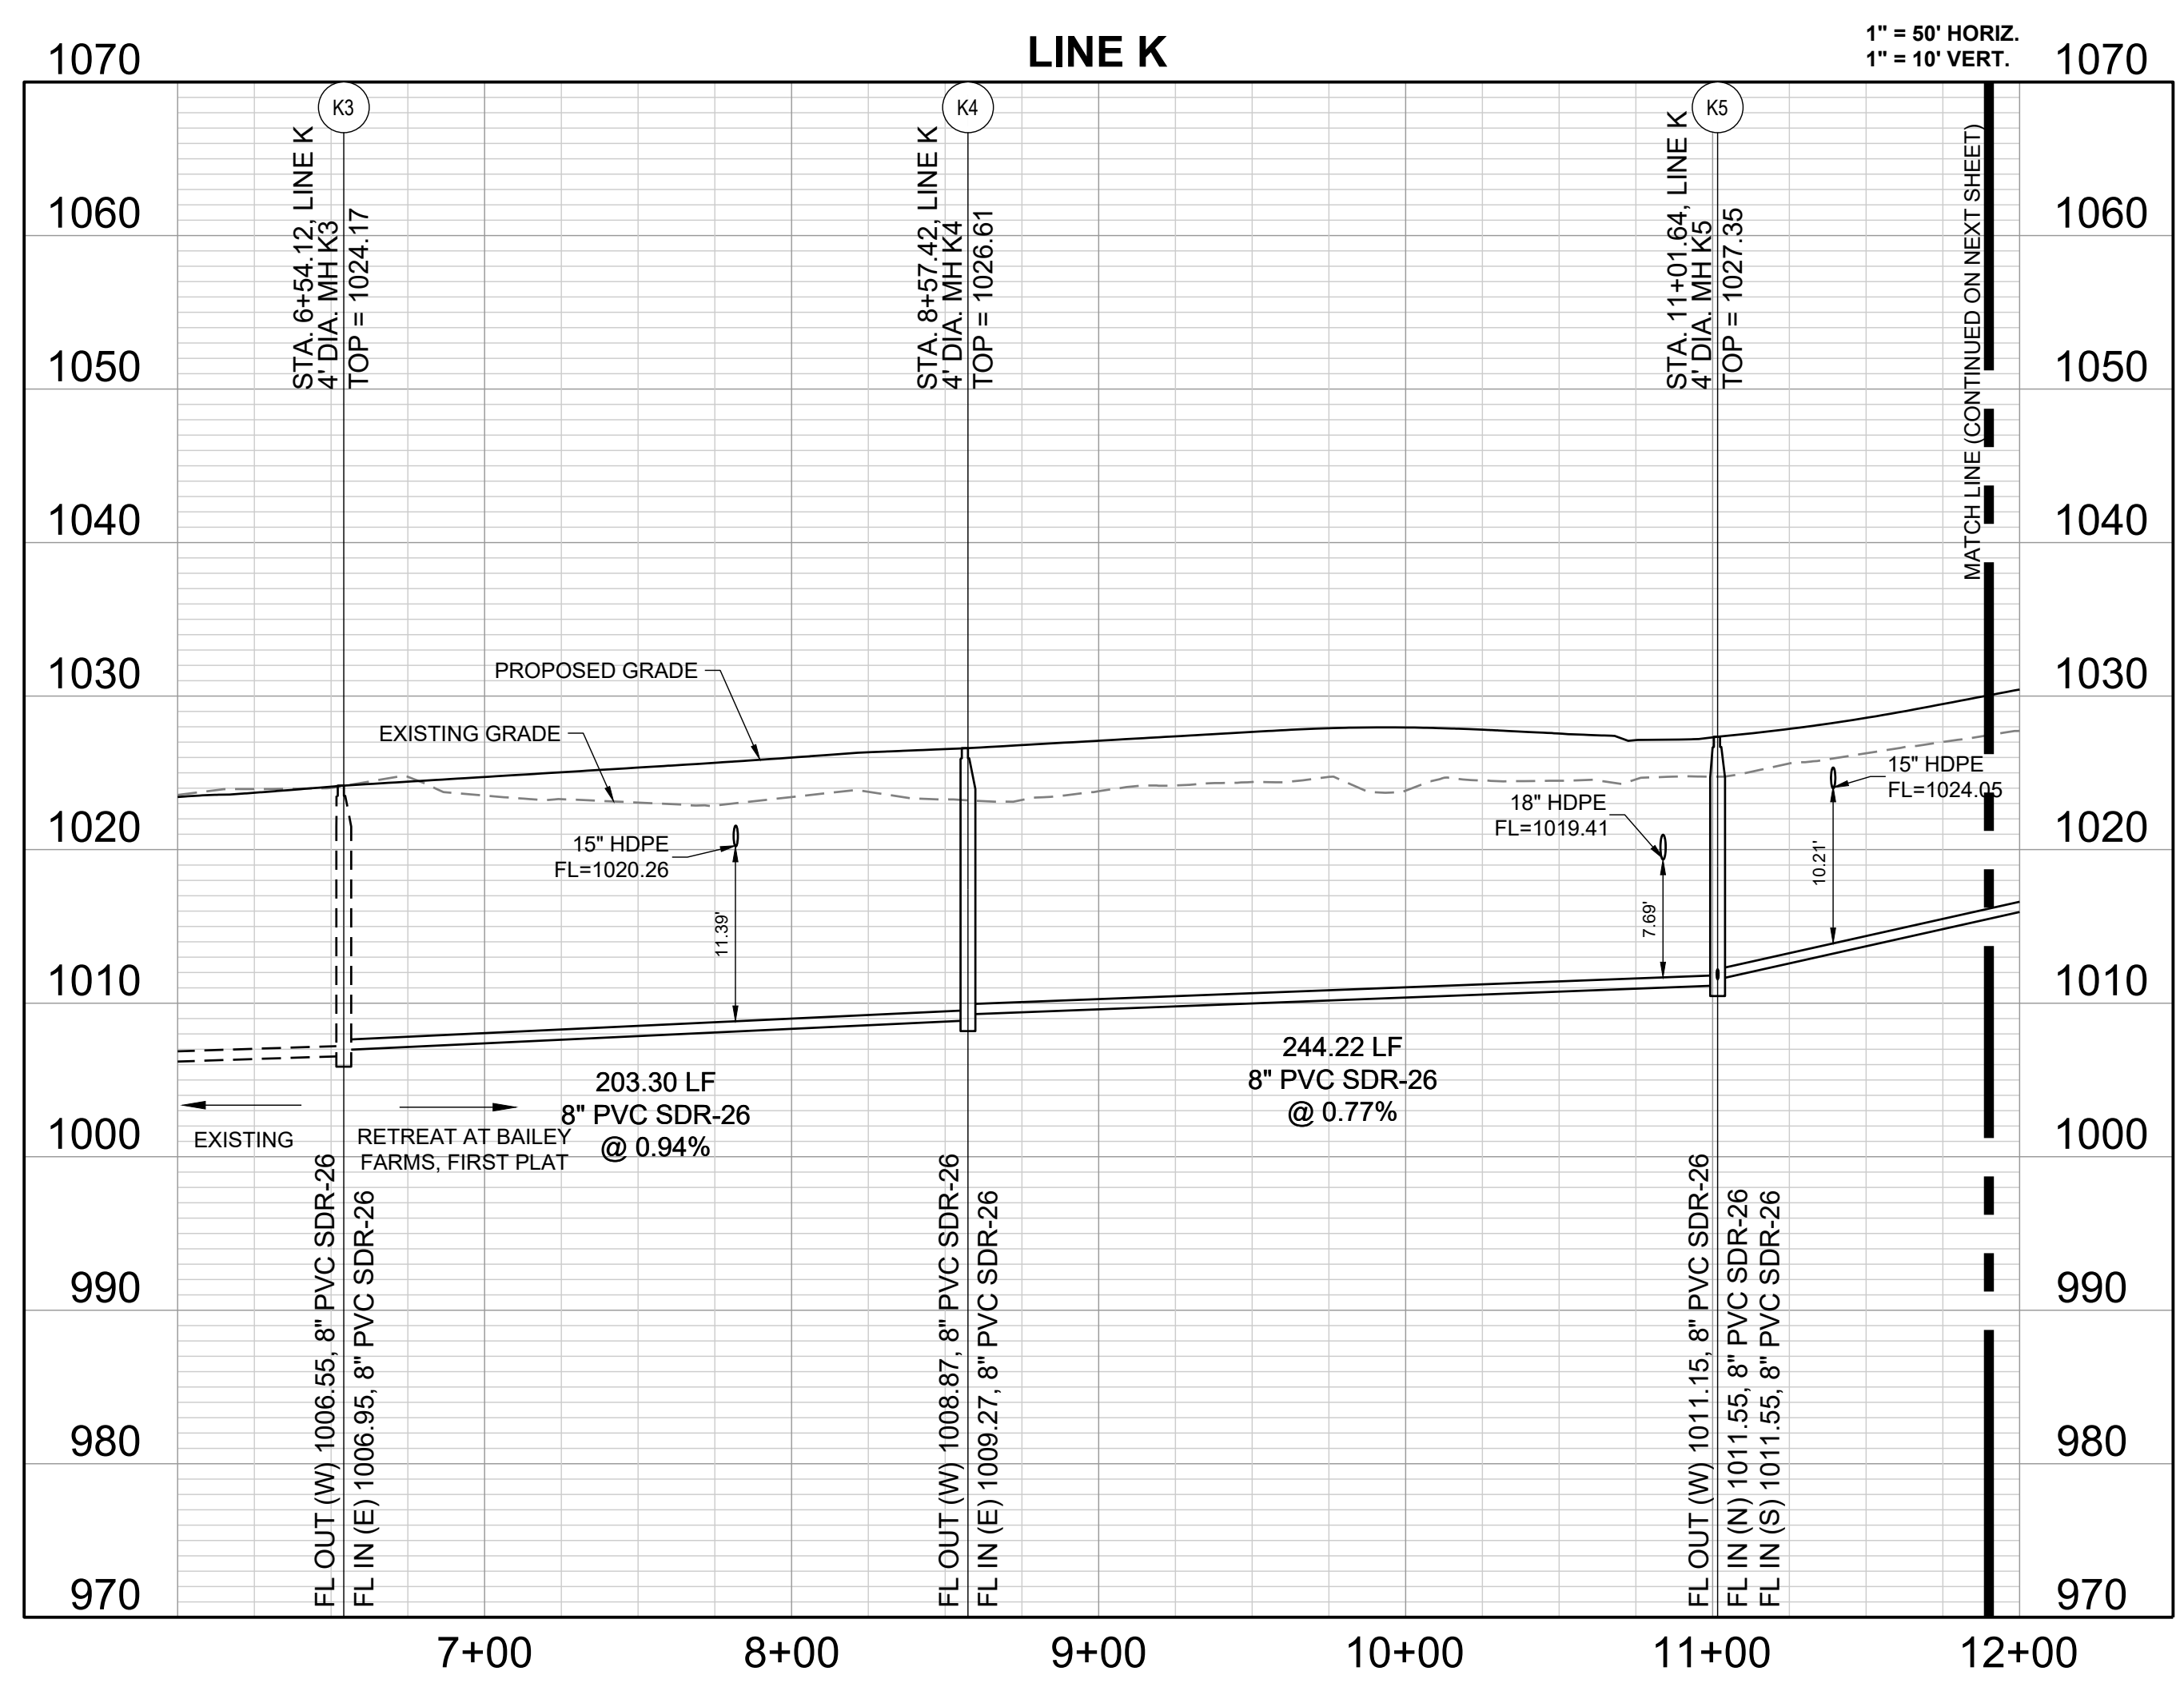 LINE K
1" = 50' HORIZ.
1" = 10' VERT.
1070
1060
1050
1040
1030
1020
1010
1000
990
980
970
1070
1060
1050
1040
1030
1020
1010
1000
990
980
970
K3
STA. 6+54.12, LINE K
4' DIA. MH K3
TOP = 1024.17
K4
STA. 8+57.42, LINE K
4' DIA. MH K4
TOP = 1026.61
K5
STA. 11+01.64, LINE K
4' DIA. MH K5
TOP = 1027.35
MATCH LINE (CONTINUED ON NEXT SHEET)
PROPOSED GRADE
EXISTING GRADE
15" HDPE
FL=1020.26
11.39'
18" HDPE
FL=1019.41
7.69'
15" HDPE
FL=1024.05
10.21'
203.30 LF
8" PVC SDR-26
@ 0.94%
244.22 LF
8" PVC SDR-26
@ 0.77%
EXISTING
RETREAT AT BAILEY
FARMS, FIRST PLAT
FL OUT (W) 1006.55, 8" PVC SDR-26
FL IN (E) 1006.95, 8" PVC SDR-26
FL OUT (W) 1008.87, 8" PVC SDR-26
FL IN (E) 1009.27, 8" PVC SDR-26
FL OUT (W) 1011.15, 8" PVC SDR-26
FL IN (N) 1011.55, 8" PVC SDR-26
FL IN (S) 1011.55, 8" PVC SDR-26
7+00
8+00
9+00
10+00
11+00
12+00